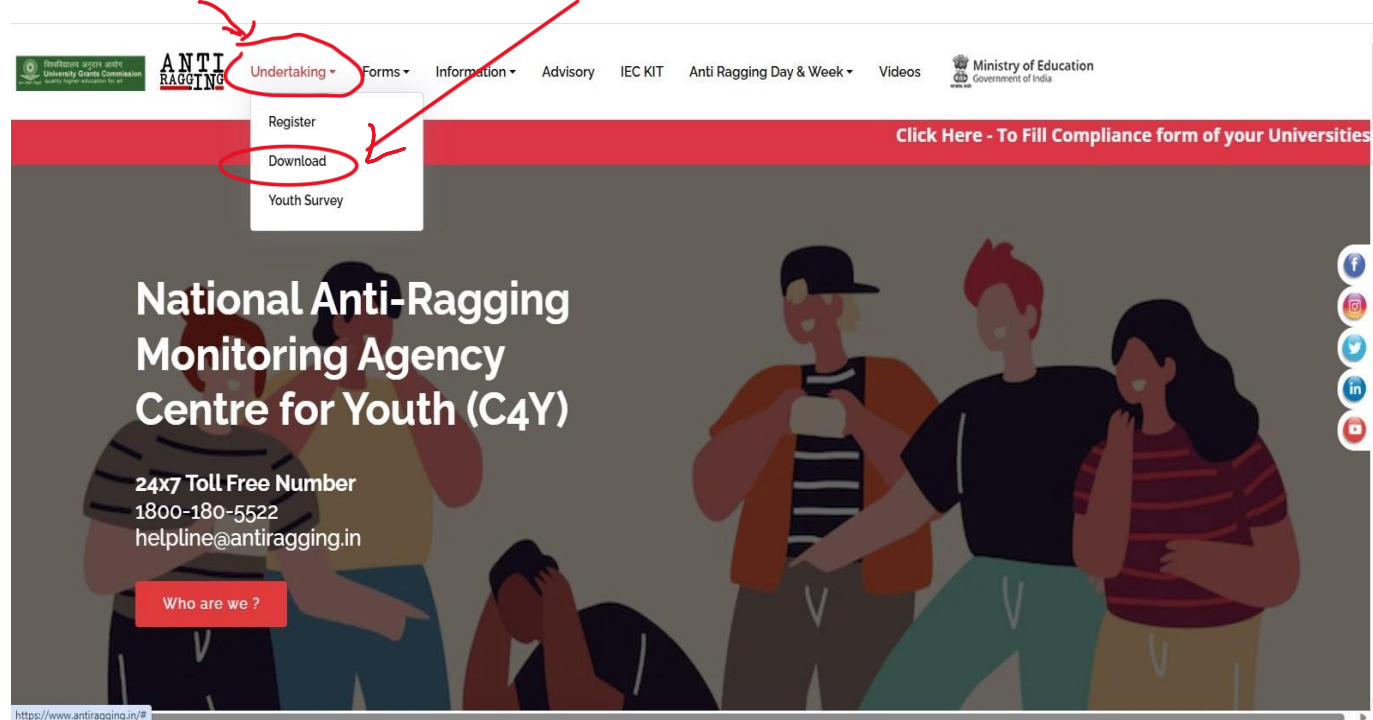 विश्वविद्यालय अनुदान आयोग
University Grants Commission
quality higher education for all
ANTI
RAGGING
Undertaking
Forms
Information
Advisory
IEC KIT
Anti Ragging Day & Week
Videos
Ministry of Education
Government of India
Register
Download
Youth Survey
Click Here - To Fill Compliance form of your Universities
National Anti-Ragging
Monitoring Agency
Centre for Youth (C4Y)
24x7 Toll Free Number
1800-180-5522
helpline@antiragging.in
Who are we ?
https://www.antiragging.in/#